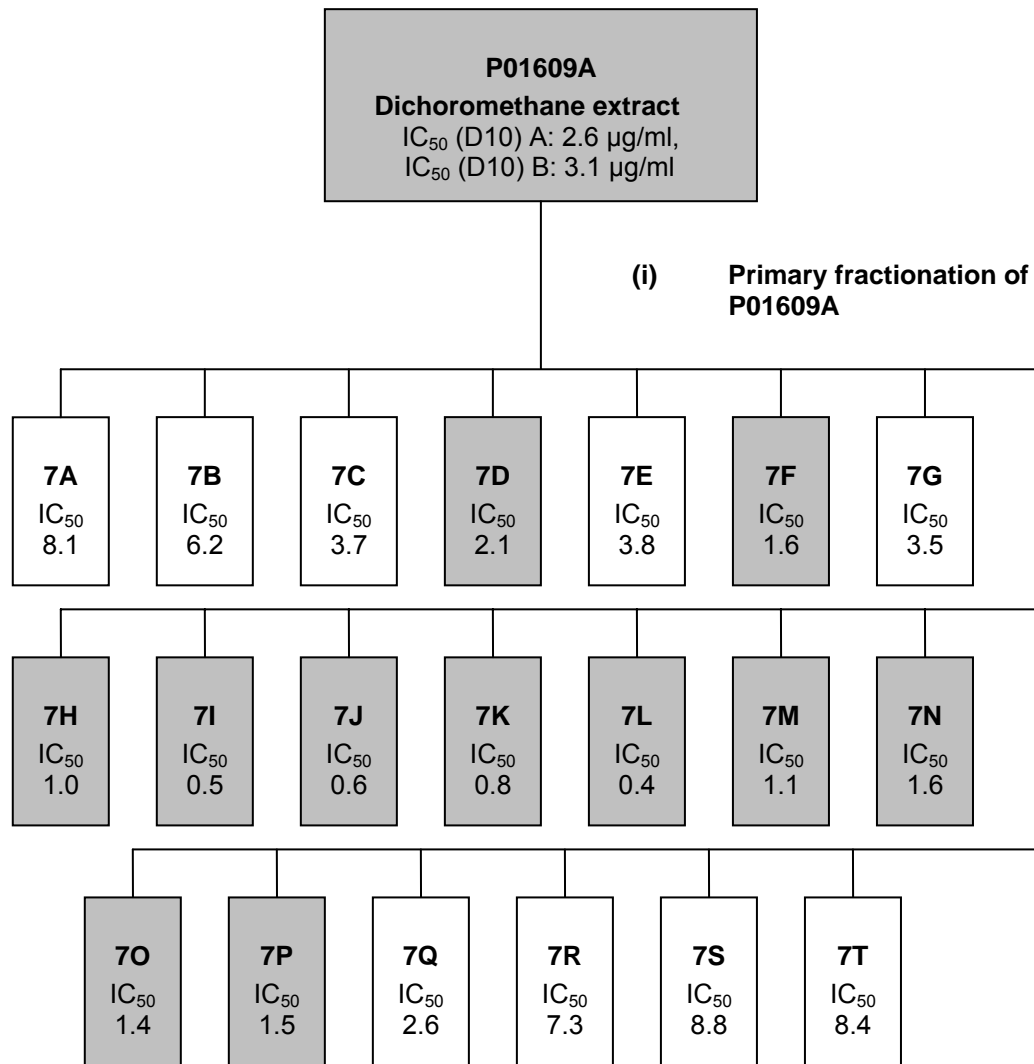 P01609A
Dichoromethane extract
IC₅₀ (D10) A: 2.6 µg/ml,
IC₅₀ (D10) B: 3.1 µg/ml
(i) Primary fractionation of
P01609A
7A
IC₅₀
8.1
7B
IC₅₀
6.2
7C
IC₅₀
3.7
7D
IC₅₀
2.1
7E
IC₅₀
3.8
7F
IC₅₀
1.6
7G
IC₅₀
3.5
7H
IC₅₀
1.0
7I
IC₅₀
0.5
7J
IC₅₀
0.6
7K
IC₅₀
0.8
7L
IC₅₀
0.4
7M
IC₅₀
1.1
7N
IC₅₀
1.6
7O
IC₅₀
1.4
7P
IC₅₀
1.5
7Q
IC₅₀
2.6
7R
IC₅₀
7.3
7S
IC₅₀
8.8
7T
IC₅₀
8.4